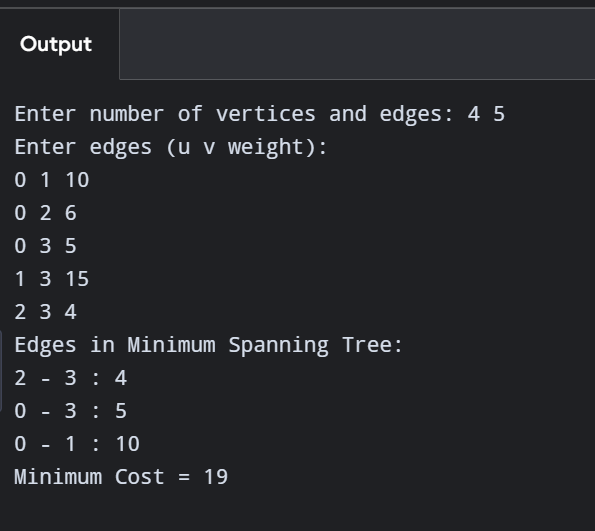 Output
Enter number of vertices and edges: 4 5
Enter edges (u v weight):
0 1 10
0 2 6
0 3 5
1 3 15
2 3 4
Edges in Minimum Spanning Tree:
2 - 3 : 4
0 - 3 : 5
0 - 1 : 10
Minimum Cost = 19